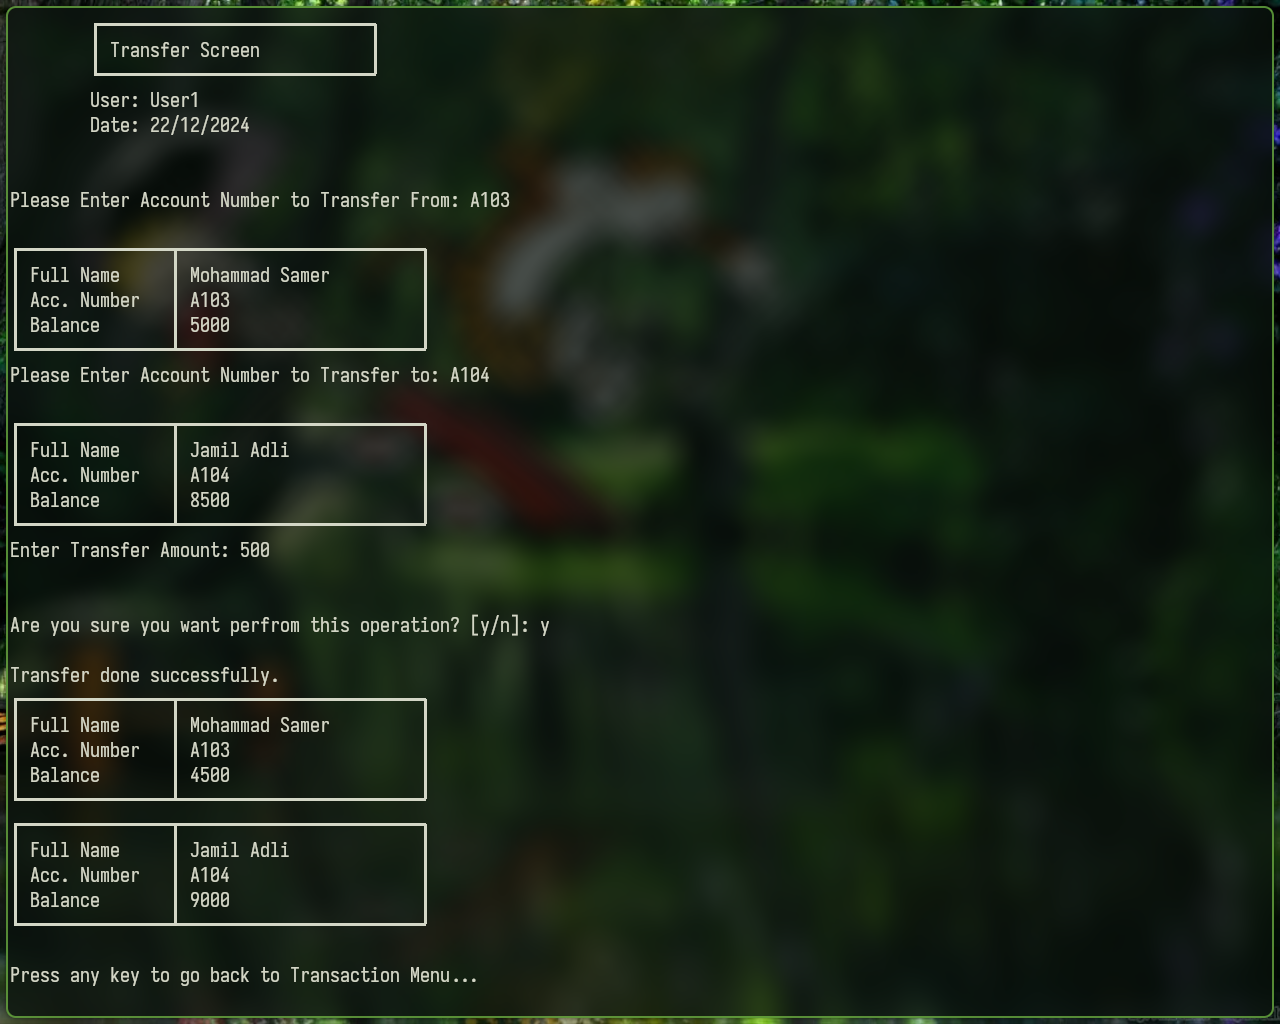 Transfer Screen
User: User1
Date: 22/12/2024
Please Enter Account Number to Transfer From: A103
Full Name Mohammad Samer
Acc. Number A103
Balance 5000
Please Enter Account Number to Transfer to: A104
Full Name Jamil Adli
Acc. Number A104
Balance 8500
Enter Transfer Amount: 500
Are you sure you want perfrom this operation? [y/n]: y
Transfer done successfully.
Full Name Mohammad Samer
Acc. Number A103
Balance 4500
Full Name Jamil Adli
Acc. Number A104
Balance 9000
Press any key to go back to Transaction Menu...